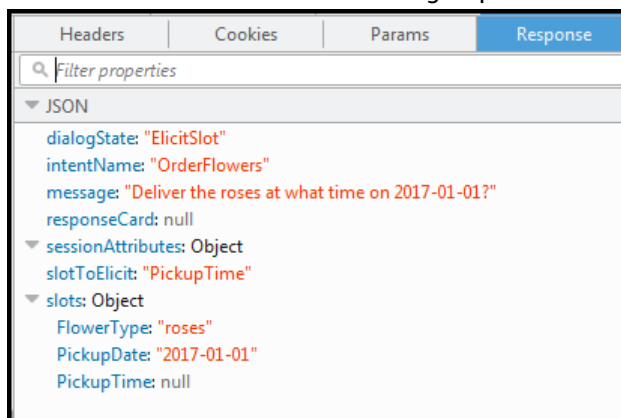 Headers Cookies Params Response
Filter properties
JSON
dialogState: "ElicitSlot"
intentName: "OrderFlowers"
message: "Deliver the roses at what time on 2017-01-01?"
responseCard: null
sessionAttributes: Object
slotToElicit: "PickupTime"
slots: Object
FlowerType: "roses"
PickupDate: "2017-01-01"
PickupTime: null